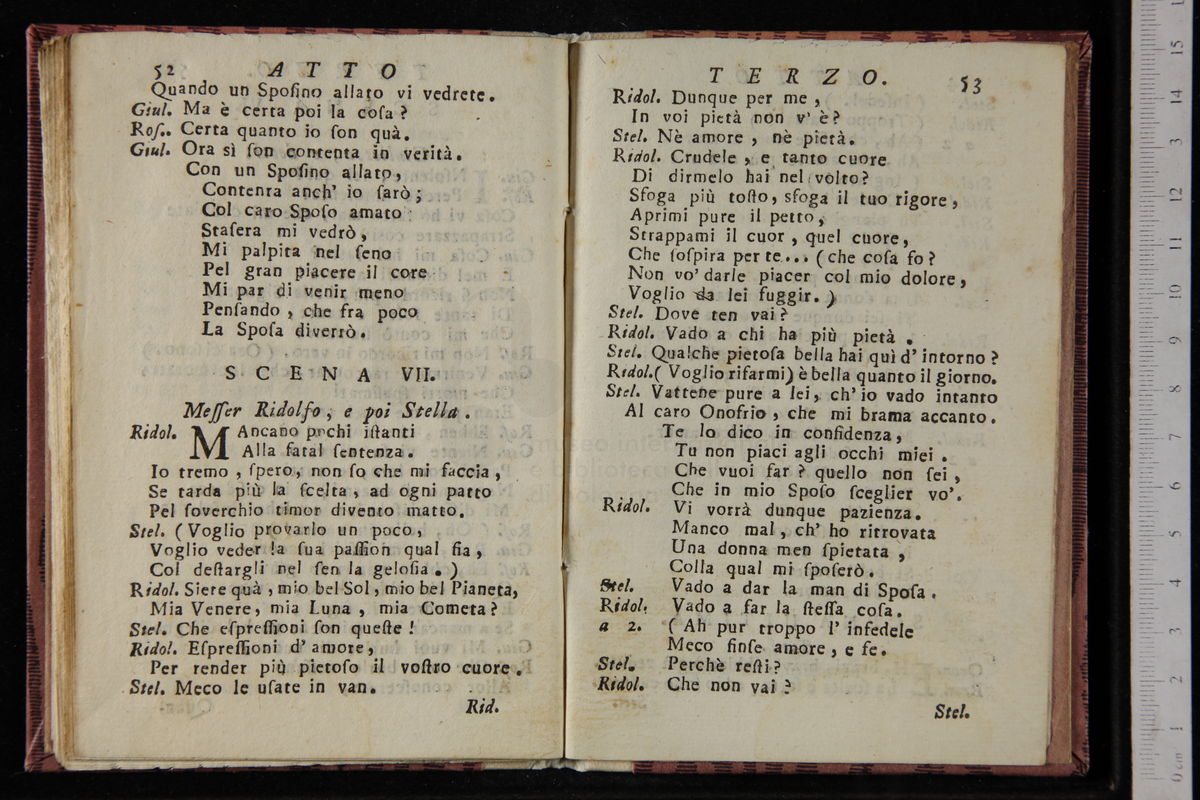 52 A T T O
Quando un Spoſino allato vi vedrete.
Giul. Ma è certa poi la coſa?
Roſ.. Certa quanto io ſon quà.
Giul. Ora sì ſon contenta in verità.
Con un Spoſino allato,
Contenta anch' io ſarò;
Col caro Spoſo amato
Staſera mi vedrò,
Mi palpita nel ſeno
Pel gran piacere il core
Mi par di venir meno
Penſando, che fra poco
La Spoſa diverrò.
S C E N A VII.
Meſſer Ridolfo, e poi Stella.
Ridol. MAncano pochi iſtanti
Alla fatal ſentenza.
Io tremo, ſpero, non ſo che mi faccia,
Se tarda più la ſcelta, ad ogni patto
Pel ſoverchio timor divento matto.
Stel. (Voglio provarlo un poco,
Voglio veder la ſua paſſion qual ſia,
Col deſtargli nel ſen la geloſia.)
Ridol. Siete quà, mio bel Sol, mio bel Pianeta,
Mia Venere, mia Luna, mia Cometa?
Stel. Che eſpreſſioni ſon queſte!
Ridol. Eſpreſſioni d' amore,
Per render più pietoſo il voſtro cuore.
Stel. Meco le uſate in van.
Rid.
T E R Z O. 53
Ridol. Dunque per me,
In voi pietà non v' è?
Stel. Nè amore, nè pietà.
Ridol. Crudele, e tanto cuore
Di dirmelo hai nel volto?
Sfoga più toſto, sfoga il tuo rigore,
Aprimi pure il petto,
Strappami il cuor, quel cuore,
Che ſoſpira per te... (che coſa fo?
Non vo' darle piacer col mio dolore,
Voglio da lei fuggir.)
Stel. Dove ten vai?
Ridol. Vado a chi ha più pietà.
Stel. Qualche pietoſa bella hai quì d' intorno?
Ridol.(Voglio rifarmi) è bella quanto il giorno.
Stel. Vattene pure a lei, ch' io vado intanto
Al caro Onofrio, che mi brama accanto.
Te lo dico in confidenza,
Tu non piaci agli occhi miei.
Che vuoi far? quello non ſei,
Che in mio Spoſo ſceglier vo'.
Ridol. Vi vorrà dunque pazienza.
Manco mal, ch' ho ritrovata
Una donna men ſpietata,
Colla qual mi ſpoſerò.
Stel. Vado a dar la man di Spoſa.
Ridol. Vado a far la ſteſſa coſa.
a 2. (Ah pur troppo l' infedele
Meco finſe amore, e fe.
Stel. Perchè reſti?
Ridol. Che non vai?
Stel.